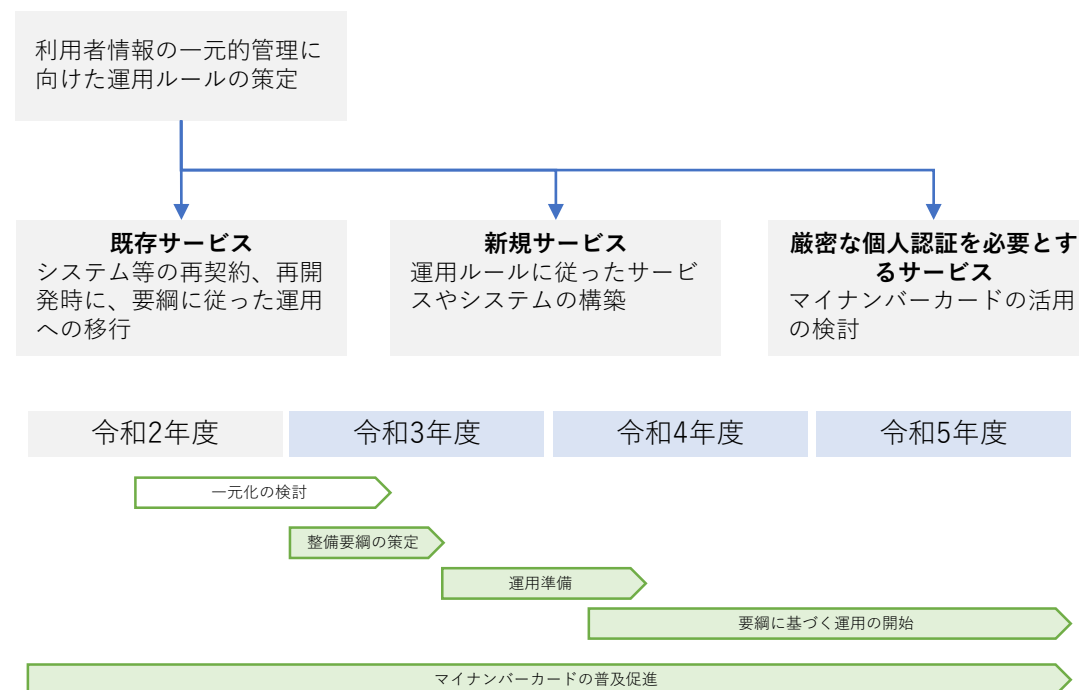 利用者情報の一元的管理に
向けた運用ルールの策定
既存サービス
システム等の再契約、再開
発時に、要綱に従った運用
への移行
新規サービス
運用ルールに従ったサービ
スやシステムの構築
厳密な個人認証を必要とす
るサービス
マイナンバーカードの活用
の検討
令和2年度
令和3年度
令和4年度
令和5年度
一元化の検討
整備要綱の策定
運用準備
要綱に基づく運用の開始
マイナンバーカードの普及促進